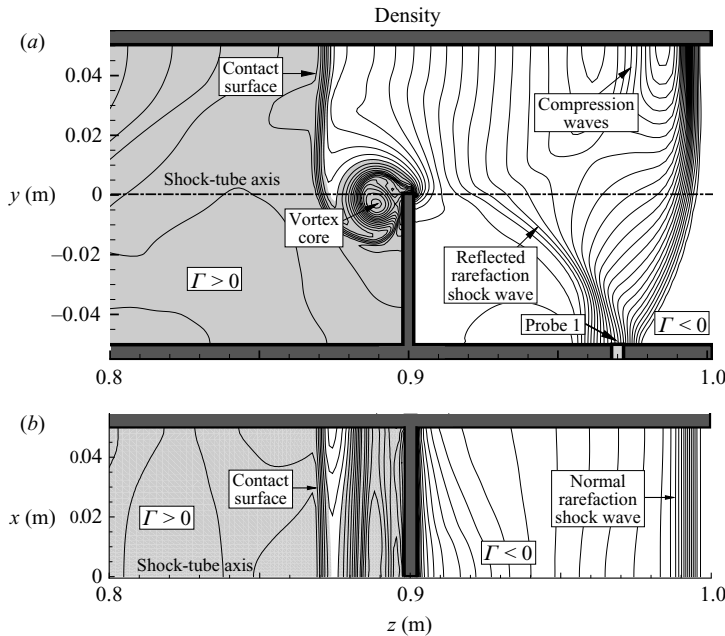 Density
(a)
0.04
Contact
surface
Compression
waves
0.02
Shock-tube axis
y (m)
0
Vortex
core
−0.02
Reflected
rarefaction
shock wave
Γ > 0
−0.04
Probe 1
Γ < 0
0.8
0.9
1.0
(b)
0.04
Contact
surface
Normal
rarefaction
shock wave
Γ > 0
x (m)
0.02
Γ < 0
Shock-tube axis
0
0.8
0.9
1.0
z (m)